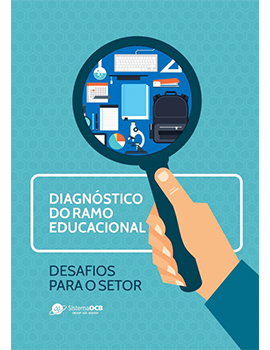 DIAGNÓSTICO
DO RAMO
EDUCACIONAL
DESAFIOS
PARA O SETOR
SistemaOCB